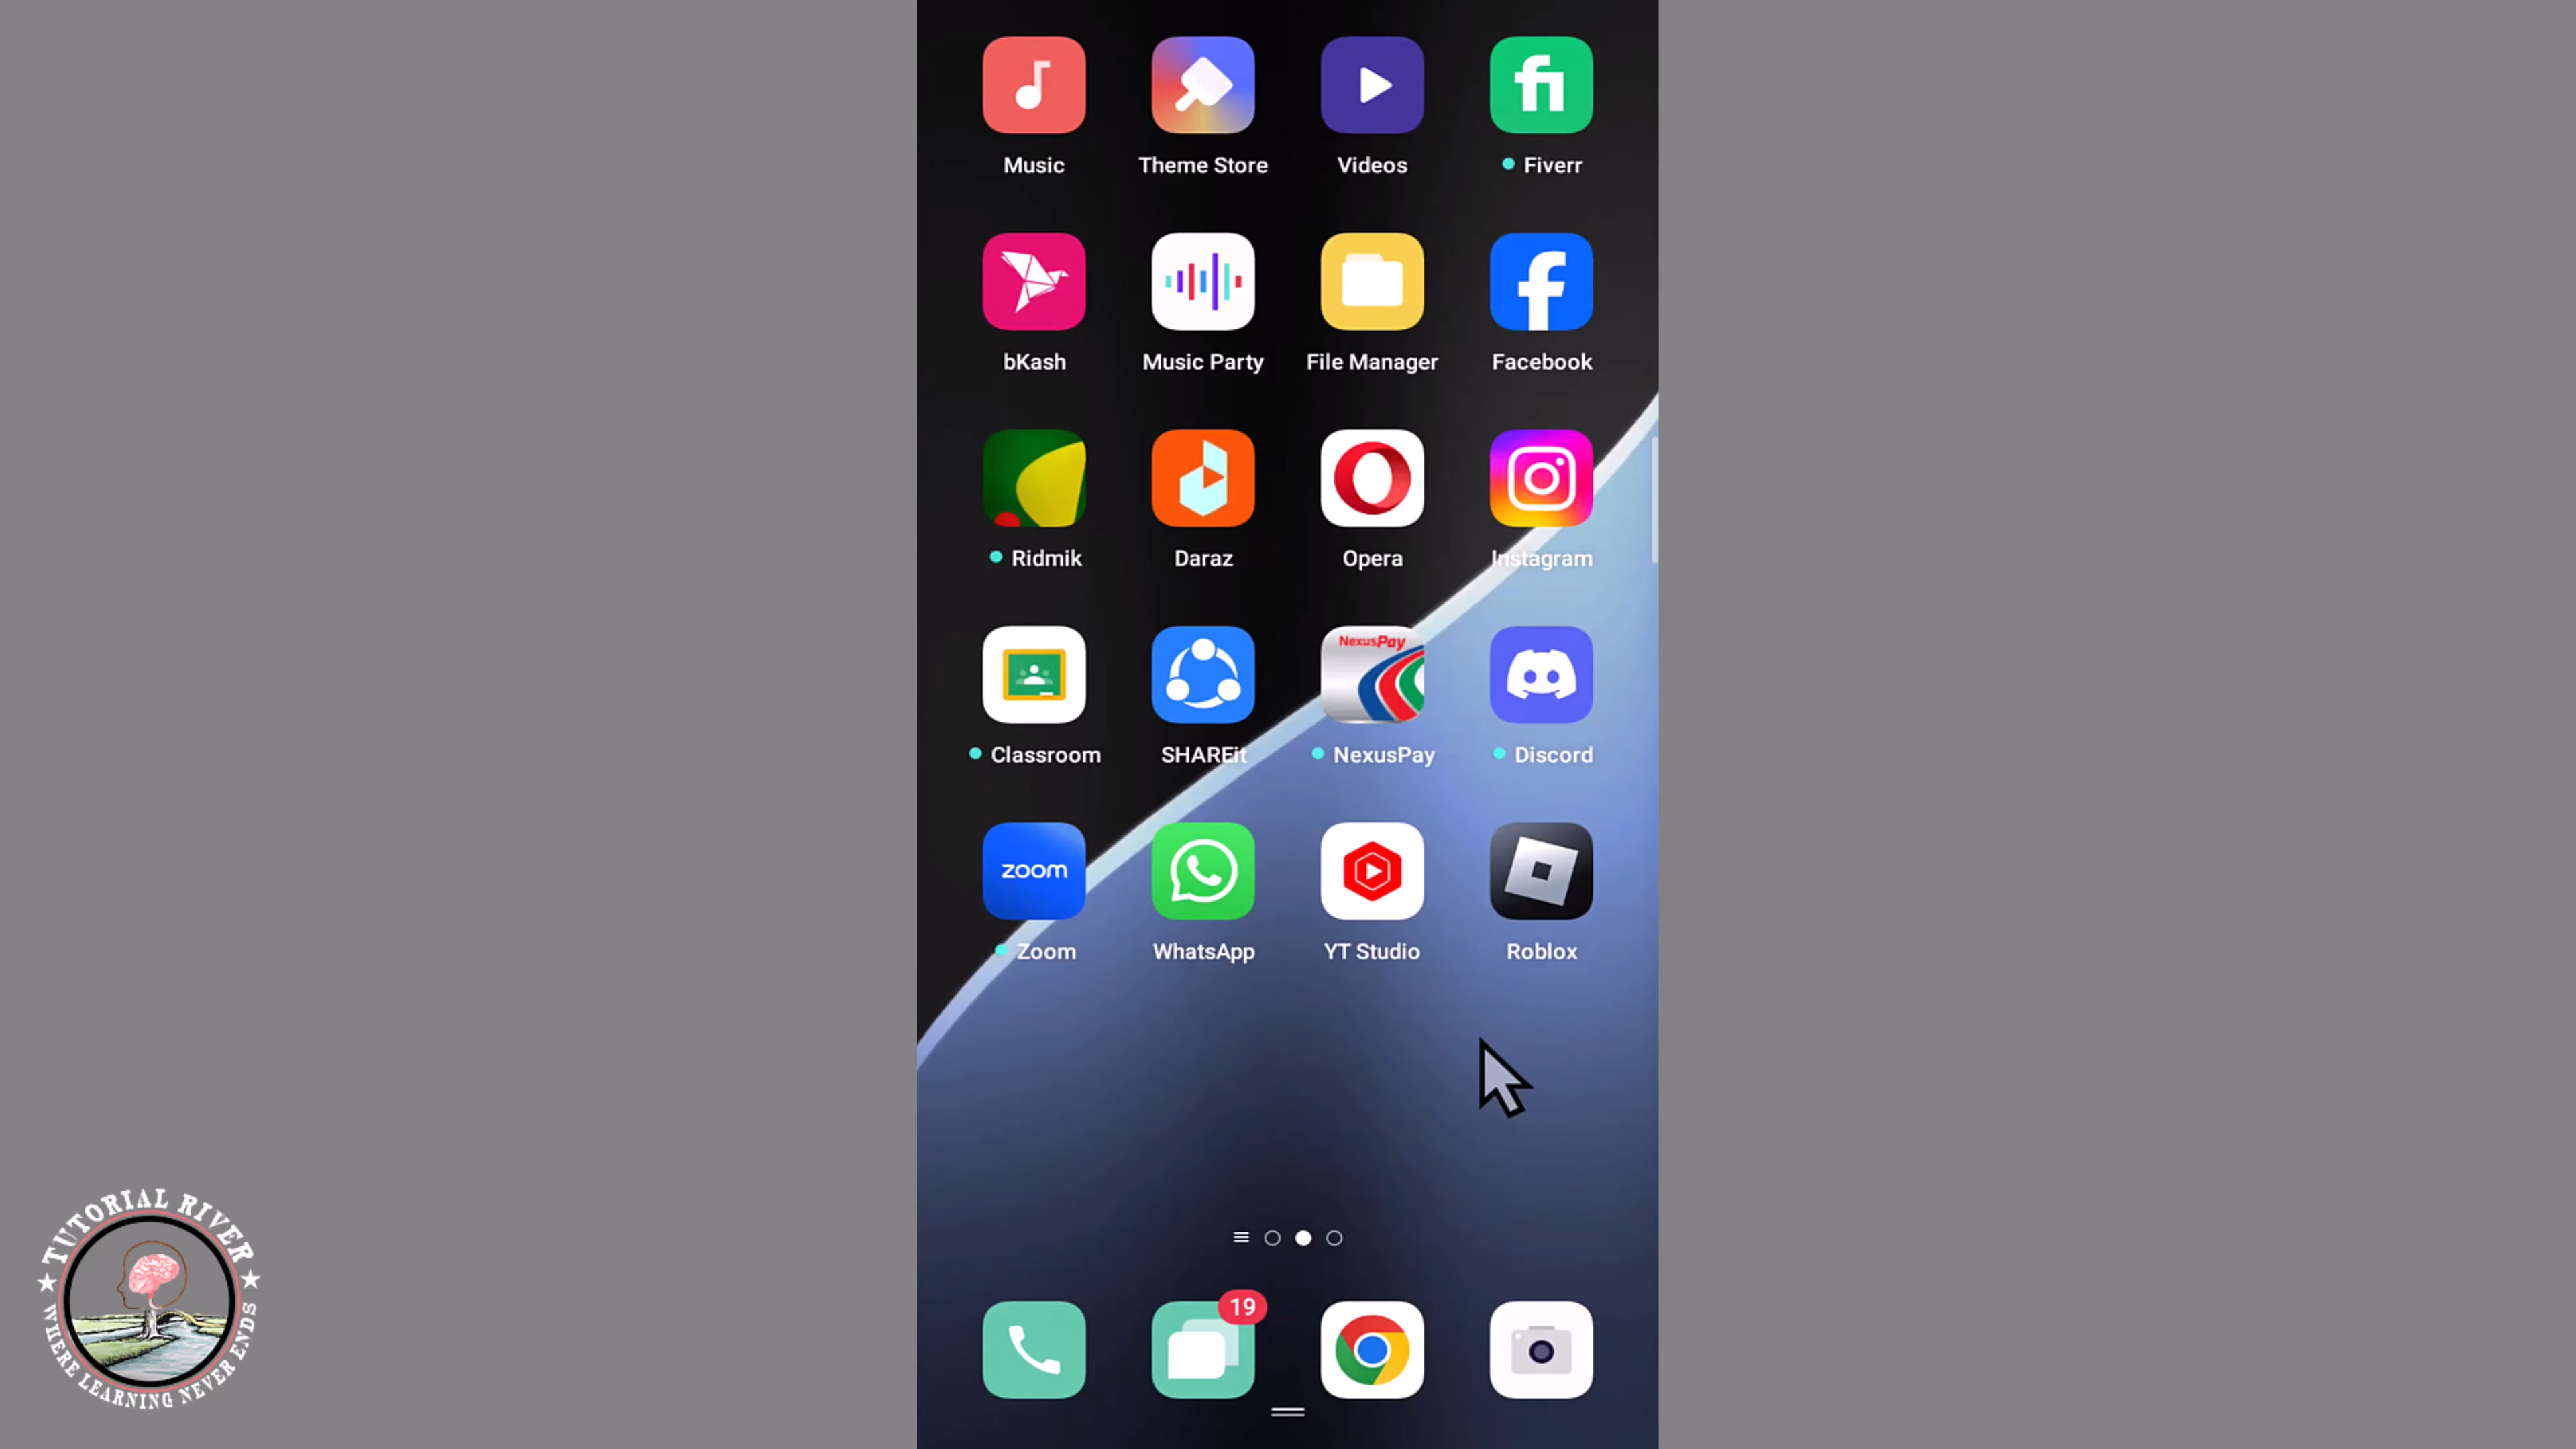 Music
Theme Store
Videos
fi
Fiverr
bKash
Music Party
File Manager
Facebook
Ridmik
Daraz
Opera
Instagram
NexusPay
Classroom
SHAREit
NexusPay
Discord
zoom
Zoom
WhatsApp
YT Studio
Roblox
19
TUTORIAL RIVER
WHERE LEARNING NEVER ENDS